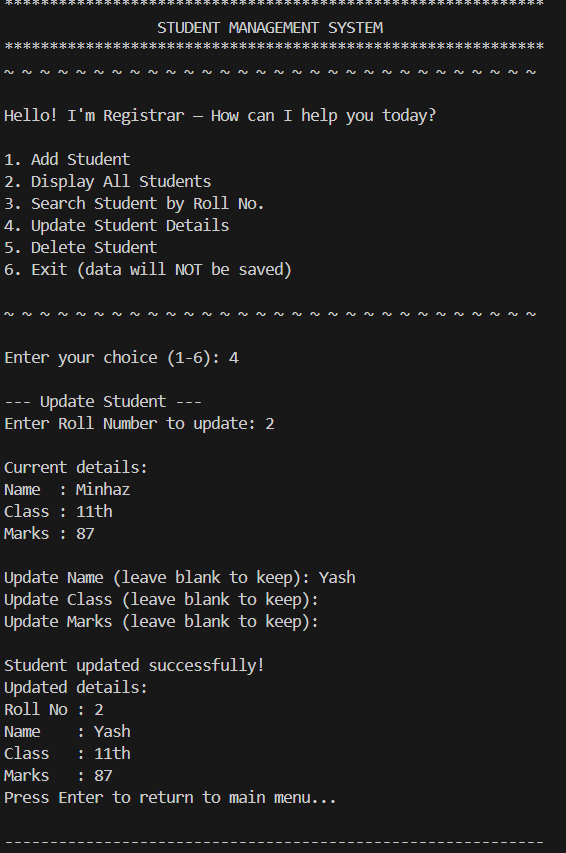 ************************************************************
STUDENT MANAGEMENT SYSTEM
************************************************************
~ ~ ~ ~ ~ ~ ~ ~ ~ ~ ~ ~ ~ ~ ~ ~ ~ ~ ~ ~ ~ ~ ~ ~ ~ ~ ~ ~ ~ ~
Hello! I'm Registrar — How can I help you today?
1. Add Student
2. Display All Students
3. Search Student by Roll No.
4. Update Student Details
5. Delete Student
6. Exit (data will NOT be saved)
~ ~ ~ ~ ~ ~ ~ ~ ~ ~ ~ ~ ~ ~ ~ ~ ~ ~ ~ ~ ~ ~ ~ ~ ~ ~ ~ ~ ~ ~
Enter your choice (1-6): 4
--- Update Student ---
Enter Roll Number to update: 2
Current details:
Name  : Minhaz
Class : 11th
Marks : 87
Update Name (leave blank to keep): Yash
Update Class (leave blank to keep):
Update Marks (leave blank to keep):
Student updated successfully!
Updated details:
Roll No : 2
Name    : Yash
Class   : 11th
Marks   : 87
Press Enter to return to main menu...
------------------------------------------------------------